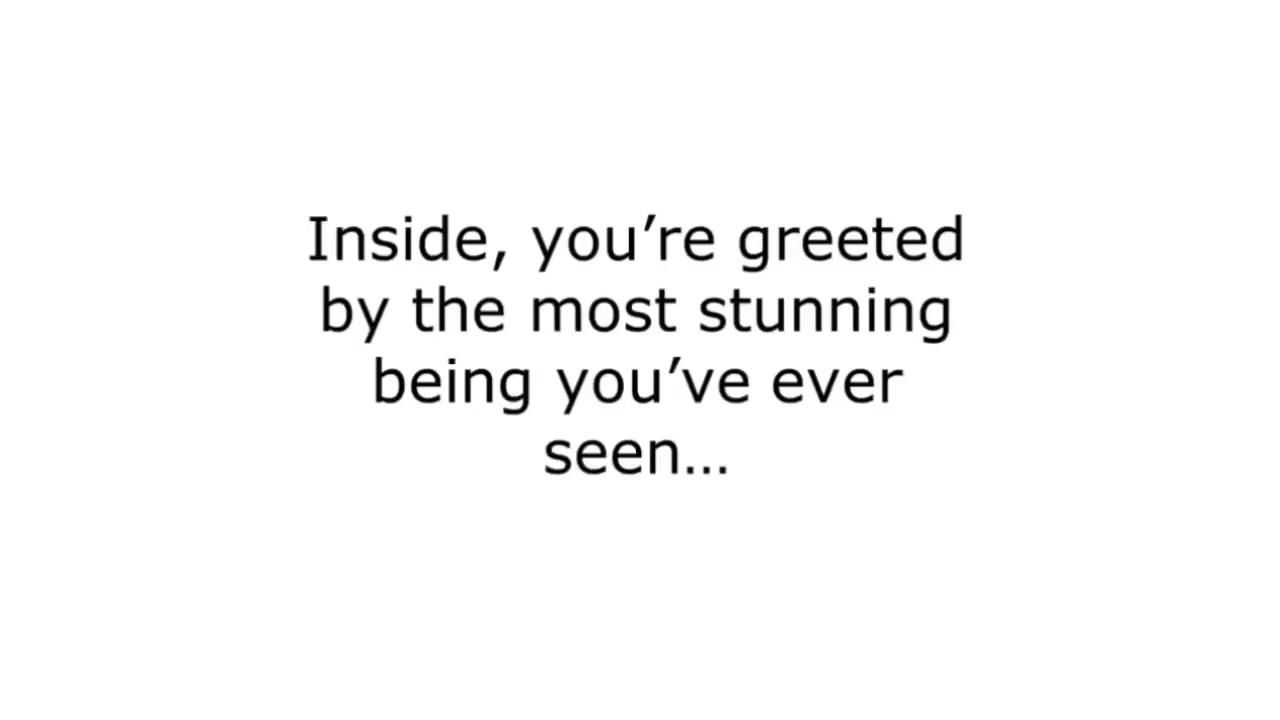 Inside, you’re greeted
by the most stunning
being you’ve ever
seen…